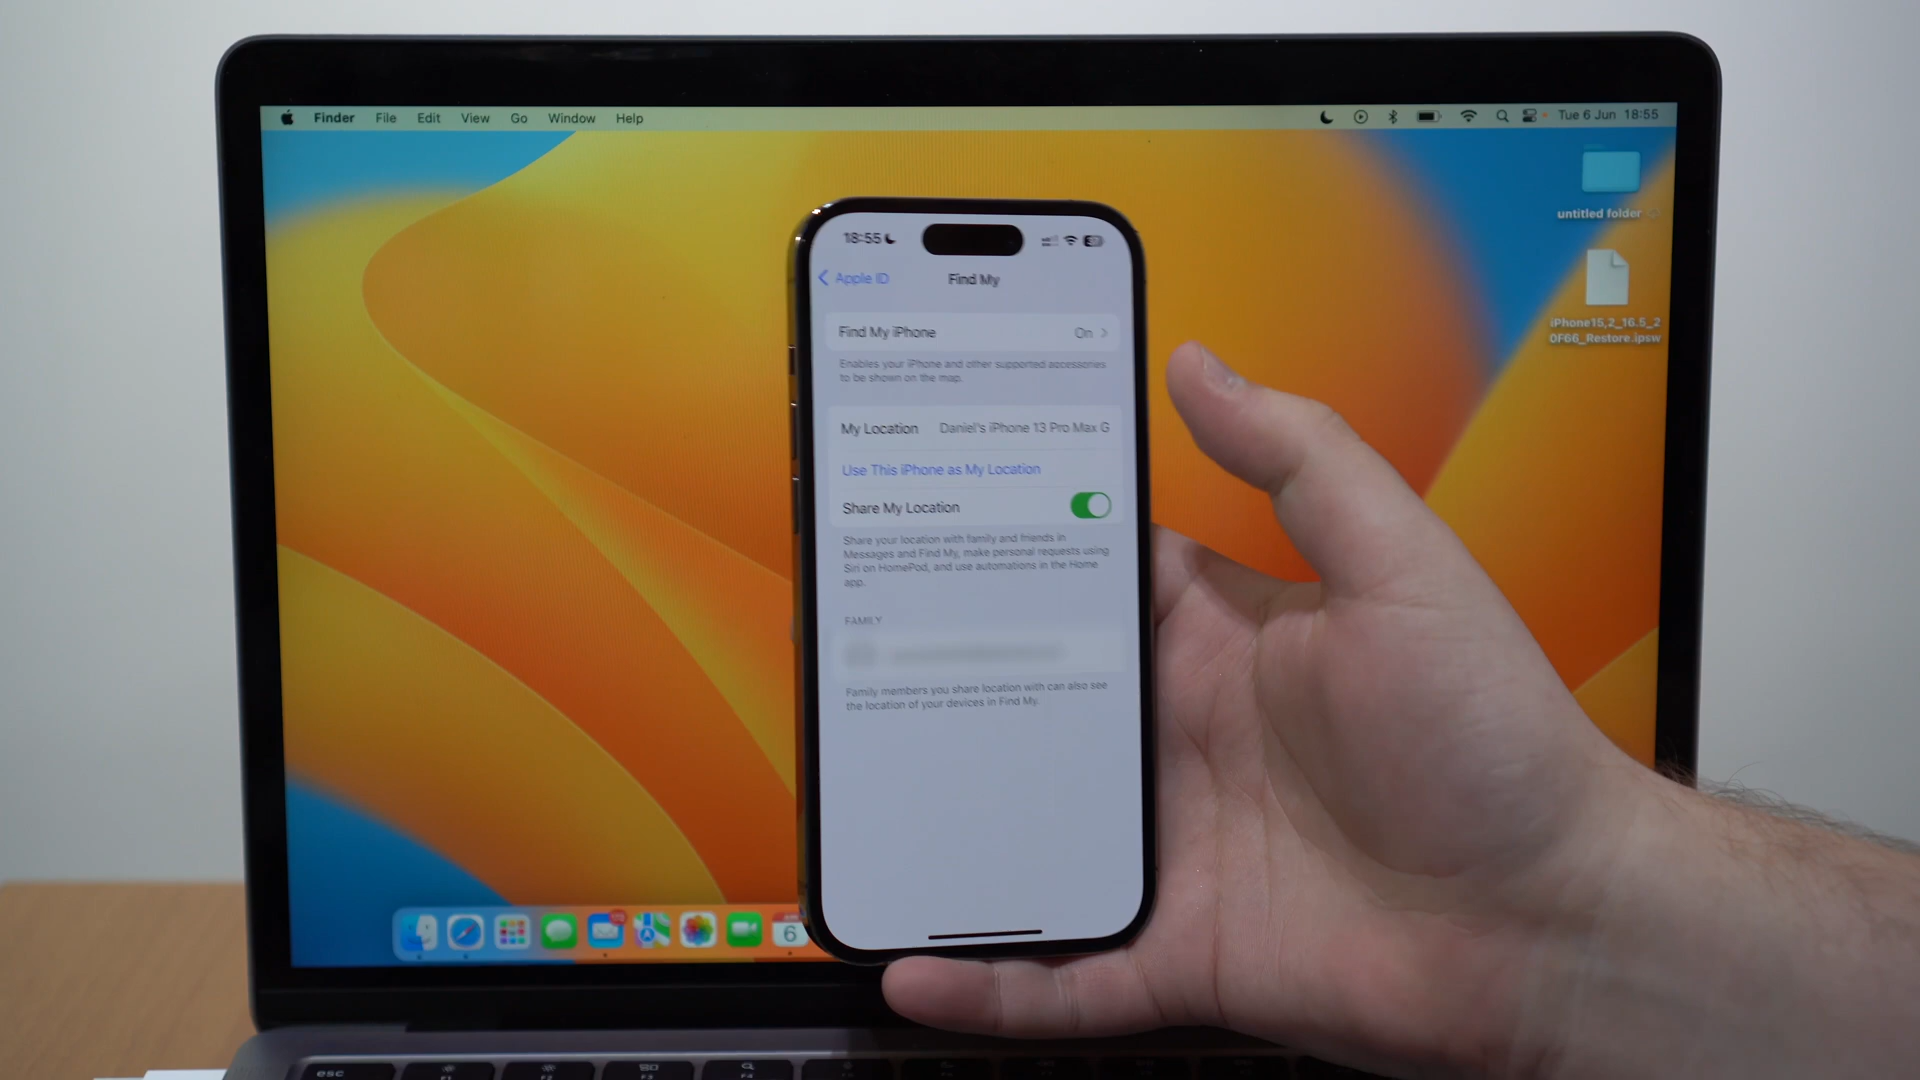 Finder File Edit View Go Window Help
Tue 6 Jun 18:55
untitled folder
iPhone15,2_16.5_2
0F66_Restore.ipsw
18:55
Apple ID
Find My
Find My iPhone On
Enables your iPhone and other supported accessories
to be shown on the map.
My Location Daniel's iPhone 13 Pro Max G
Use This iPhone as My Location
Share My Location
Share your location with family and friends in
Messages and Find My, make personal requests using
Siri on HomePod, and use automations in the Home
app.
FAMILY
Family members you share location with can also see
the location of your devices in Find My.
6
esc